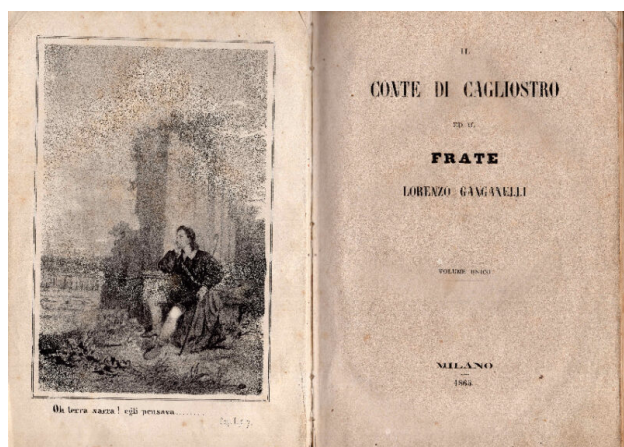 Oh terra sacra! egli pensava........
IL
CONTE DI CAGLIOSTRO
ED IL
FRATE
LORENZO GANGANELLI
VOLUME UNICO
MILANO
1865